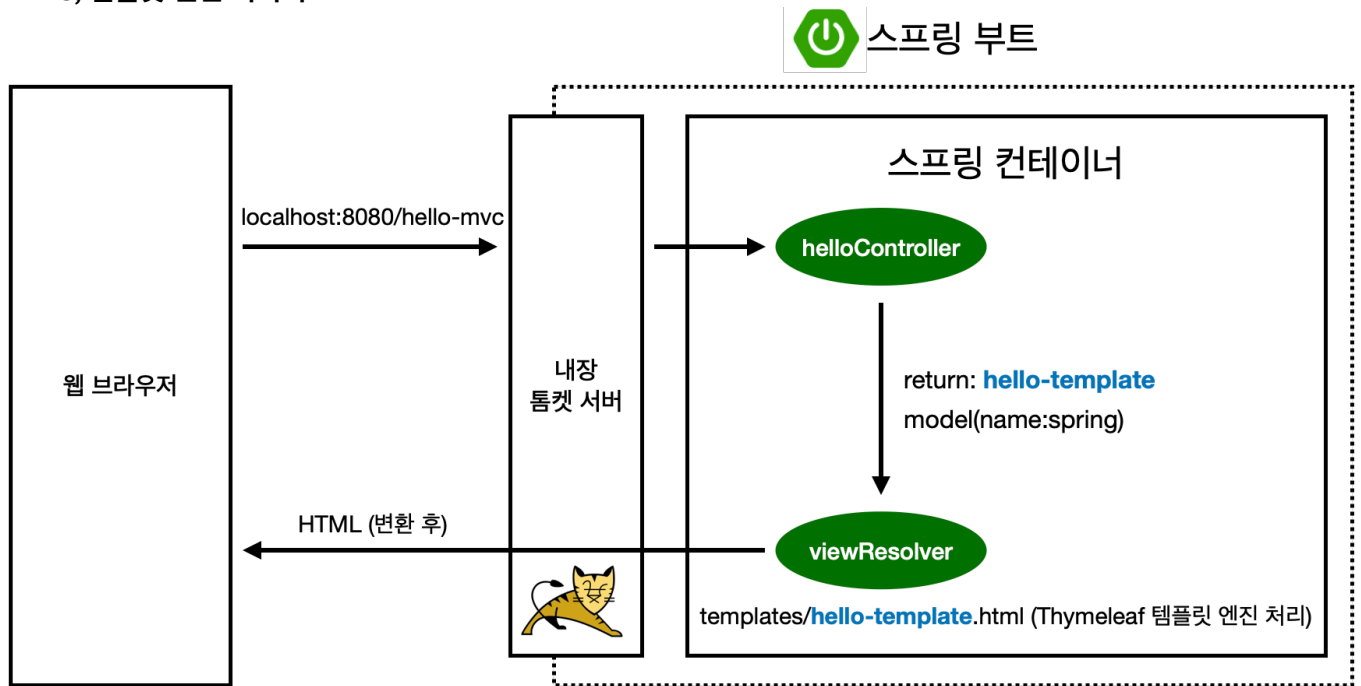 스프링 부트
스프링 컨테이너
localhost:8080/hello-mvc
helloController
웹 브라우저
내장
톰켓 서버
return: hello-template
model(name:spring)
HTML (변환 후)
viewResolver
templates/hello-template.html (Thymeleaf 템플릿 엔진 처리)